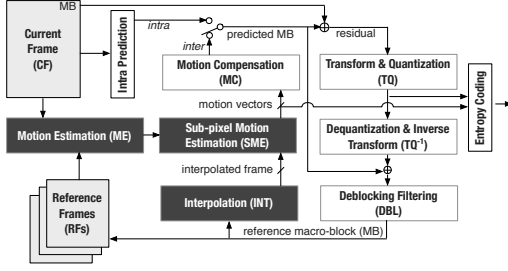 MB
Current
Frame
(CF)
Intra Prediction
intra
inter
predicted MB
residual
Motion Compensation
(MC)
Transform & Quantization
(TQ)
motion vectors
Entropy Coding
Motion Estimation (ME)
Sub-pixel Motion
Estimation (SME)
Dequantization & Inverse
Transform (TQ⁻¹)
interpolated frame
Reference
Frames
(RFs)
Interpolation (INT)
Deblocking Filtering
(DBL)
reference macro-block (MB)